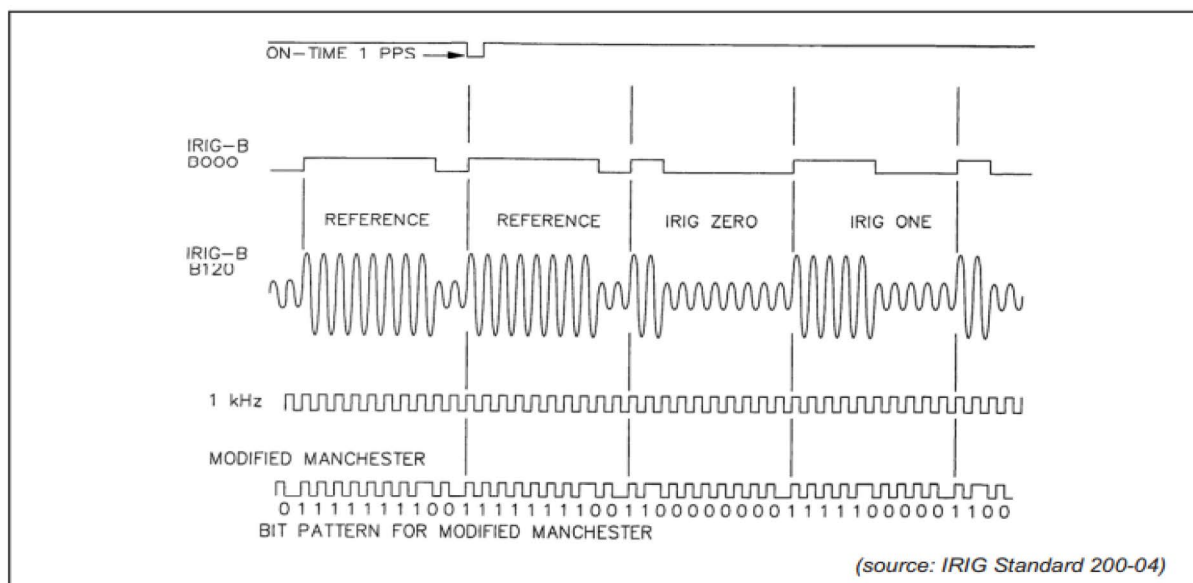 ON-TIME 1 PPS
IRIG-B
B000
REFERENCE REFERENCE IRIG ZERO IRIG ONE
IRIG-B
B120
1 kHz
MODIFIED MANCHESTER
0 1 1 1 1 1 1 1 1 0 0 1 1 1 1 1 1 1 1 0 0 1 1 0 0 0 0 0 0 0 0 1 1 1 1 1 0 0 0 0 0 1 1 0 0
BIT PATTERN FOR MODIFIED MANCHESTER
(source: IRIG Standard 200-04)